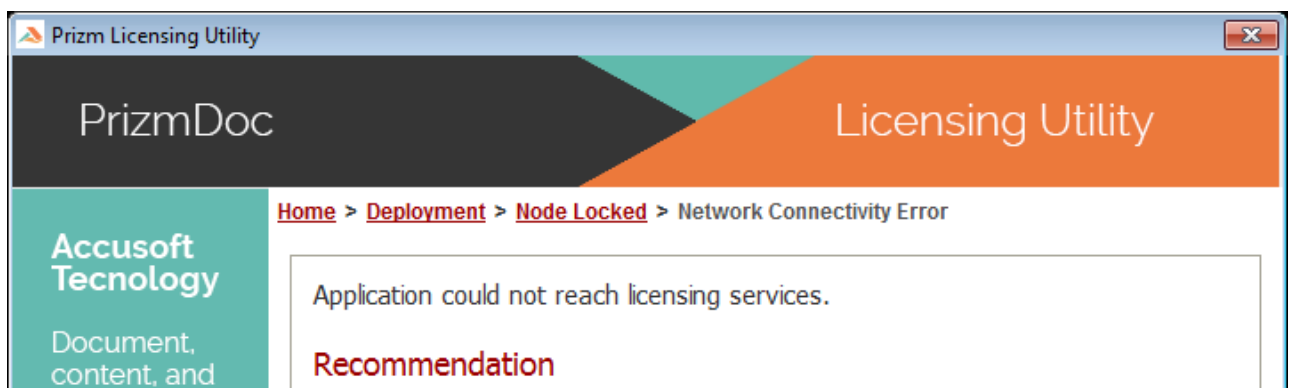 Prizm Licensing Utility
PrizmDoc
Licensing Utility
Home > Deployment > Node Locked > Network Connectivity Error
Accusoft
Tecnology
Document,
content, and
Application could not reach licensing services.
Recommendation